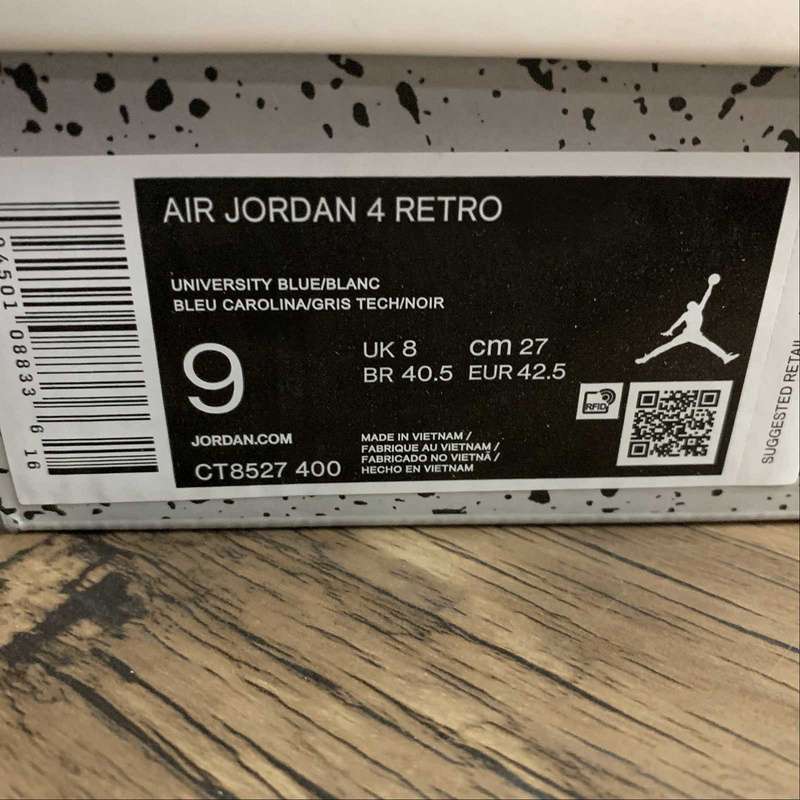 AIR JORDAN 4 RETRO
UNIVERSITY BLUE/BLANC
BLEU CAROLINA/GRIS TECH/NOIR
9
UK 8 cm 27
BR 40.5 EUR 42.5
JORDAN.COM
CT8527 400
MADE IN VIETNAM /
FABRIQUE AU VIETNAM /
FABRICADO NO VIETNÃ /
HECHO EN VIETNAM
RFID
SUGGESTED RETAIL
04501 08833 6 16